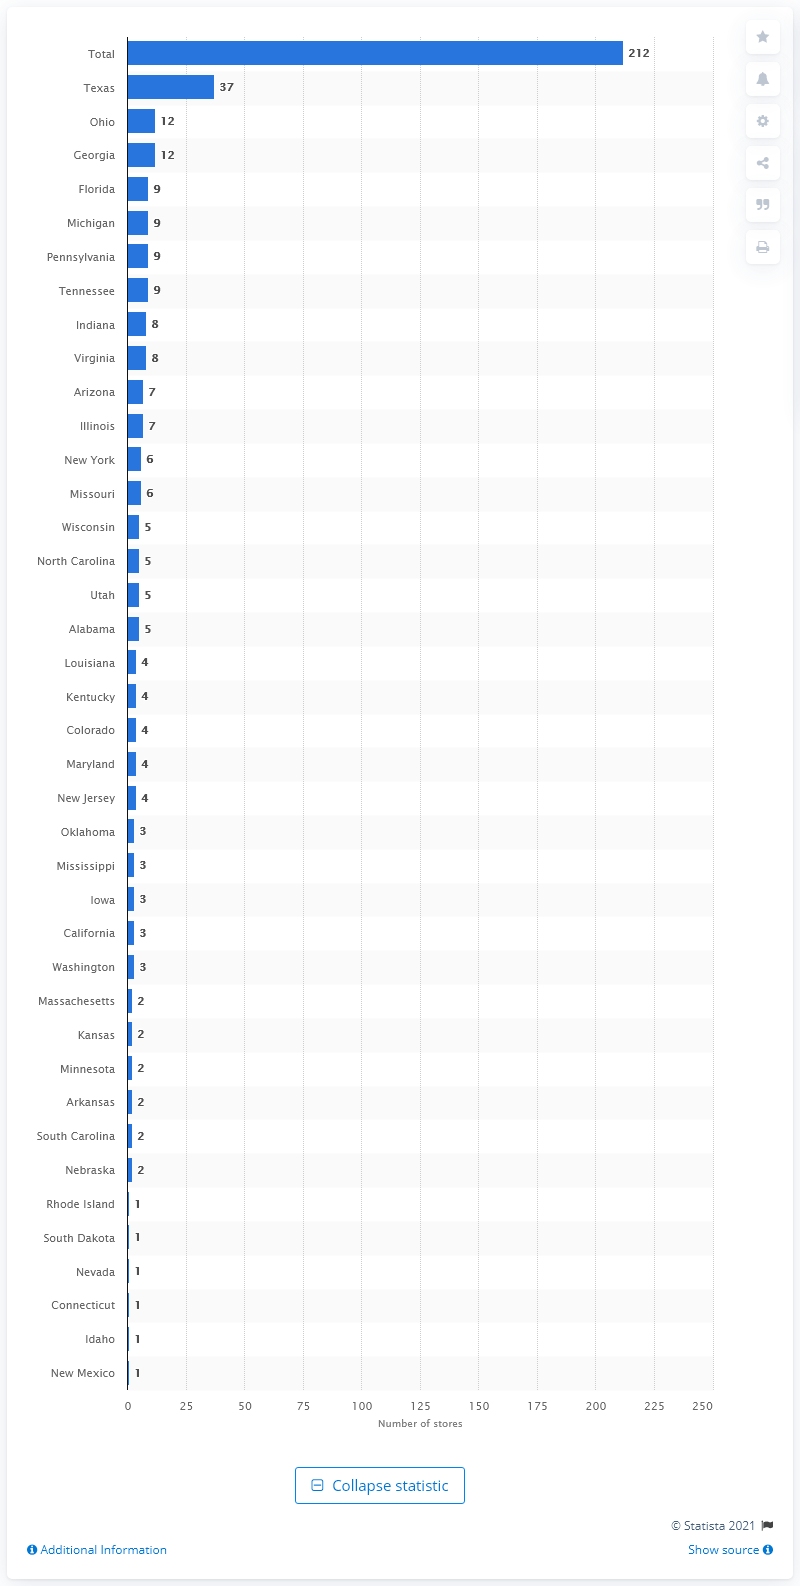 Total 212
Texas 37
Ohio 12
Georgia 12
Florida 9
Michigan 9
Pennsylvania 9
Tennessee 9
Indiana 8
Virginia 8
Arizona 7
Illinois 7
New York 6
Missouri 6
Wisconsin 5
North Carolina 5
Utah 5
Alabama 5
Louisiana 4
Kentucky 4
Colorado 4
Maryland 4
New Jersey 4
Oklahoma 3
Mississippi 3
Iowa 3
California 3
Washington 3
Massachesetts 2
Kansas 2
Minnesota 2
Arkansas 2
South Carolina 2
Nebraska 2
Rhode Island 1
South Dakota 1
Nevada 1
Connecticut 1
Idaho 1
New Mexico 1
0 25 50 75 100 125 150 175 200 225 250
Number of stores
Collapse statistic
© Statista 2021
Additional Information Show source